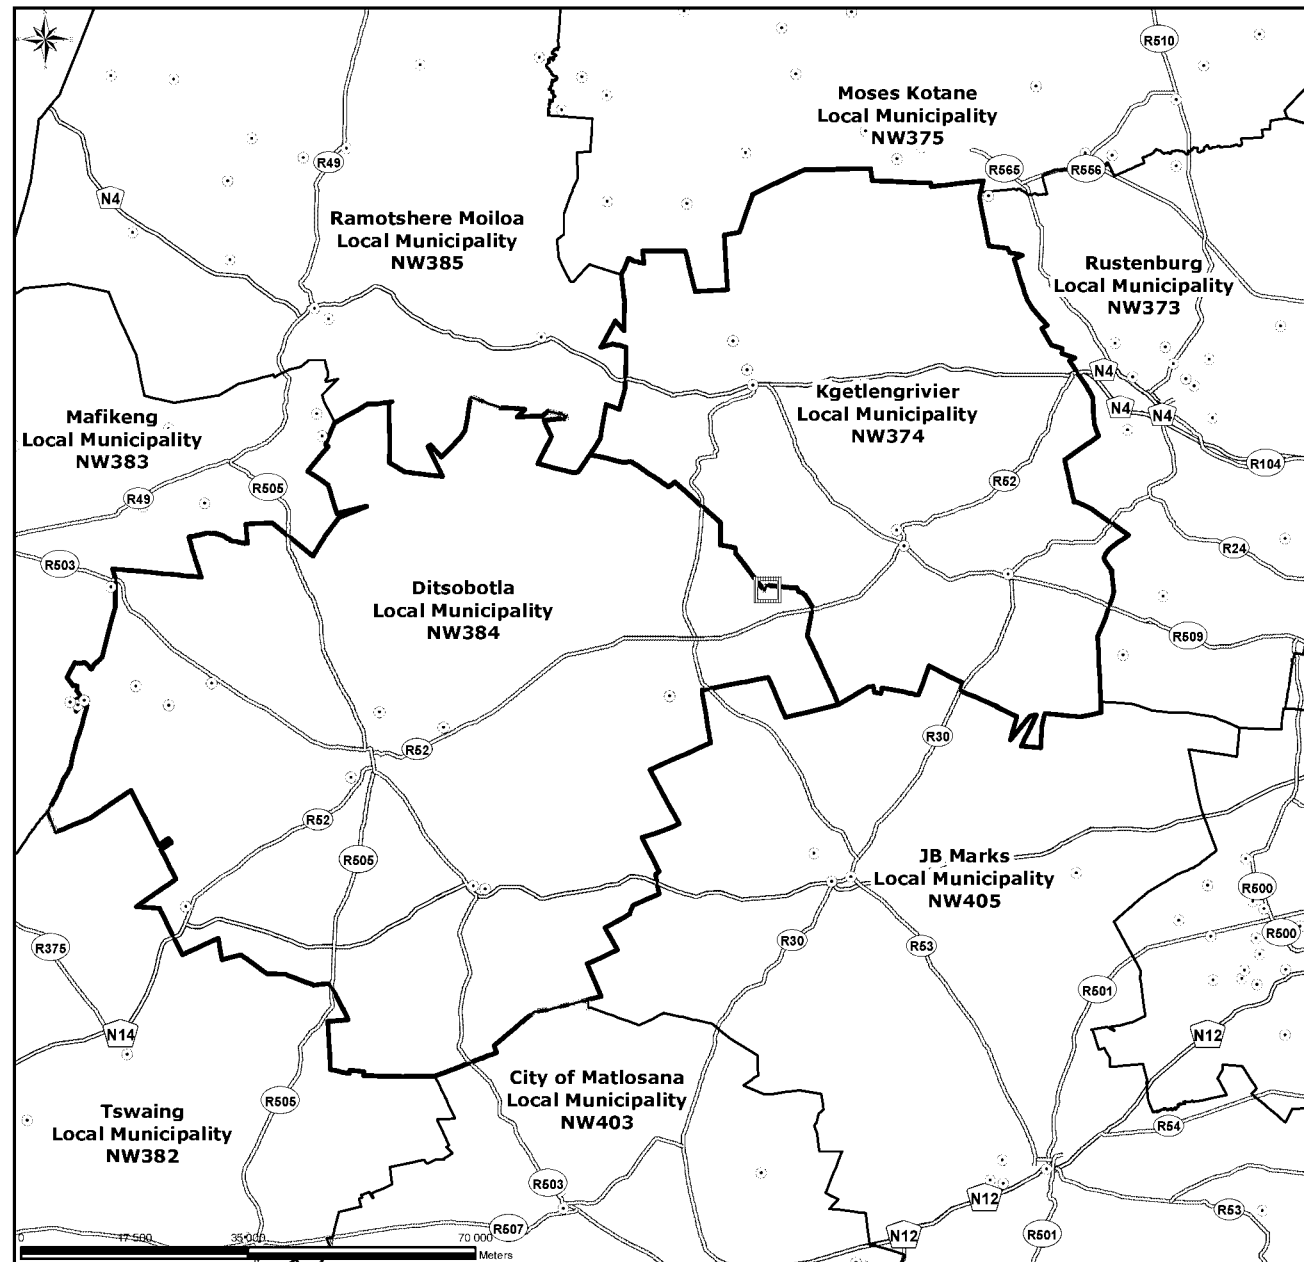 R510
Moses Kotane
Local Municipality
NW375
R49
R565
R556
N4
Ramotshere Moiloa
Local Municipality
NW385
Rustenburg
Local Municipality
NW373
N4
Kgetlengrivier
Local Municipality
NW374
N4
N4
Mafikeng
Local Municipality
NW383
R104
R52
R505
R49
R24
R503
Ditsobotla
Local Municipality
NW384
R509
R30
R52
R52
R505
JB Marks
Local Municipality
NW405
R500
R500
R375
R30
R53
R501
N14
N12
City of Matlosana
Local Municipality
NW403
R505
Tswaing
Local Municipality
NW382
R54
R503
N12
R53
R507
N12
R501
0 17 500 35 000 70 000
Meters